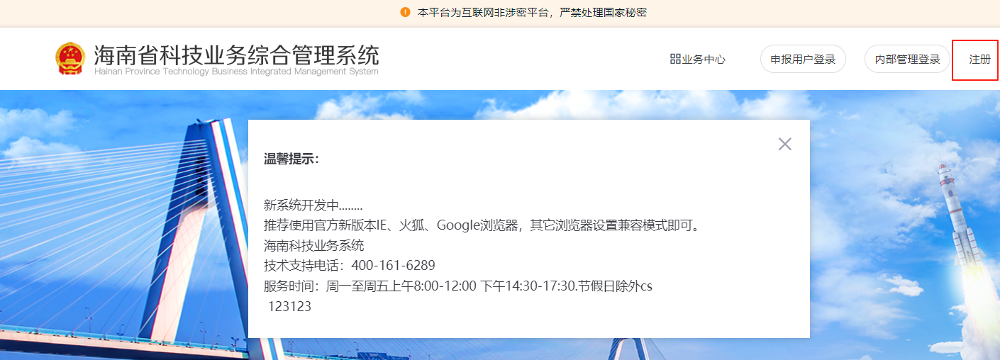 本平台为互联网非涉密平台，严禁处理国家秘密
海南省科技业务综合管理系统
Hainan Province Technology Business Integrated Management System
业务中心
申报用户登录
内部管理登录
注册
温馨提示：
新系统开发中........
推荐使用官方新版本IE、火狐、Google浏览器，其它浏览器设置兼容模式即可。
海南科技业务系统
技术支持电话：400-161-6289
服务时间：周一至周五上午8:00-12:00 下午14:30-17:30.节假日除外cs
123123